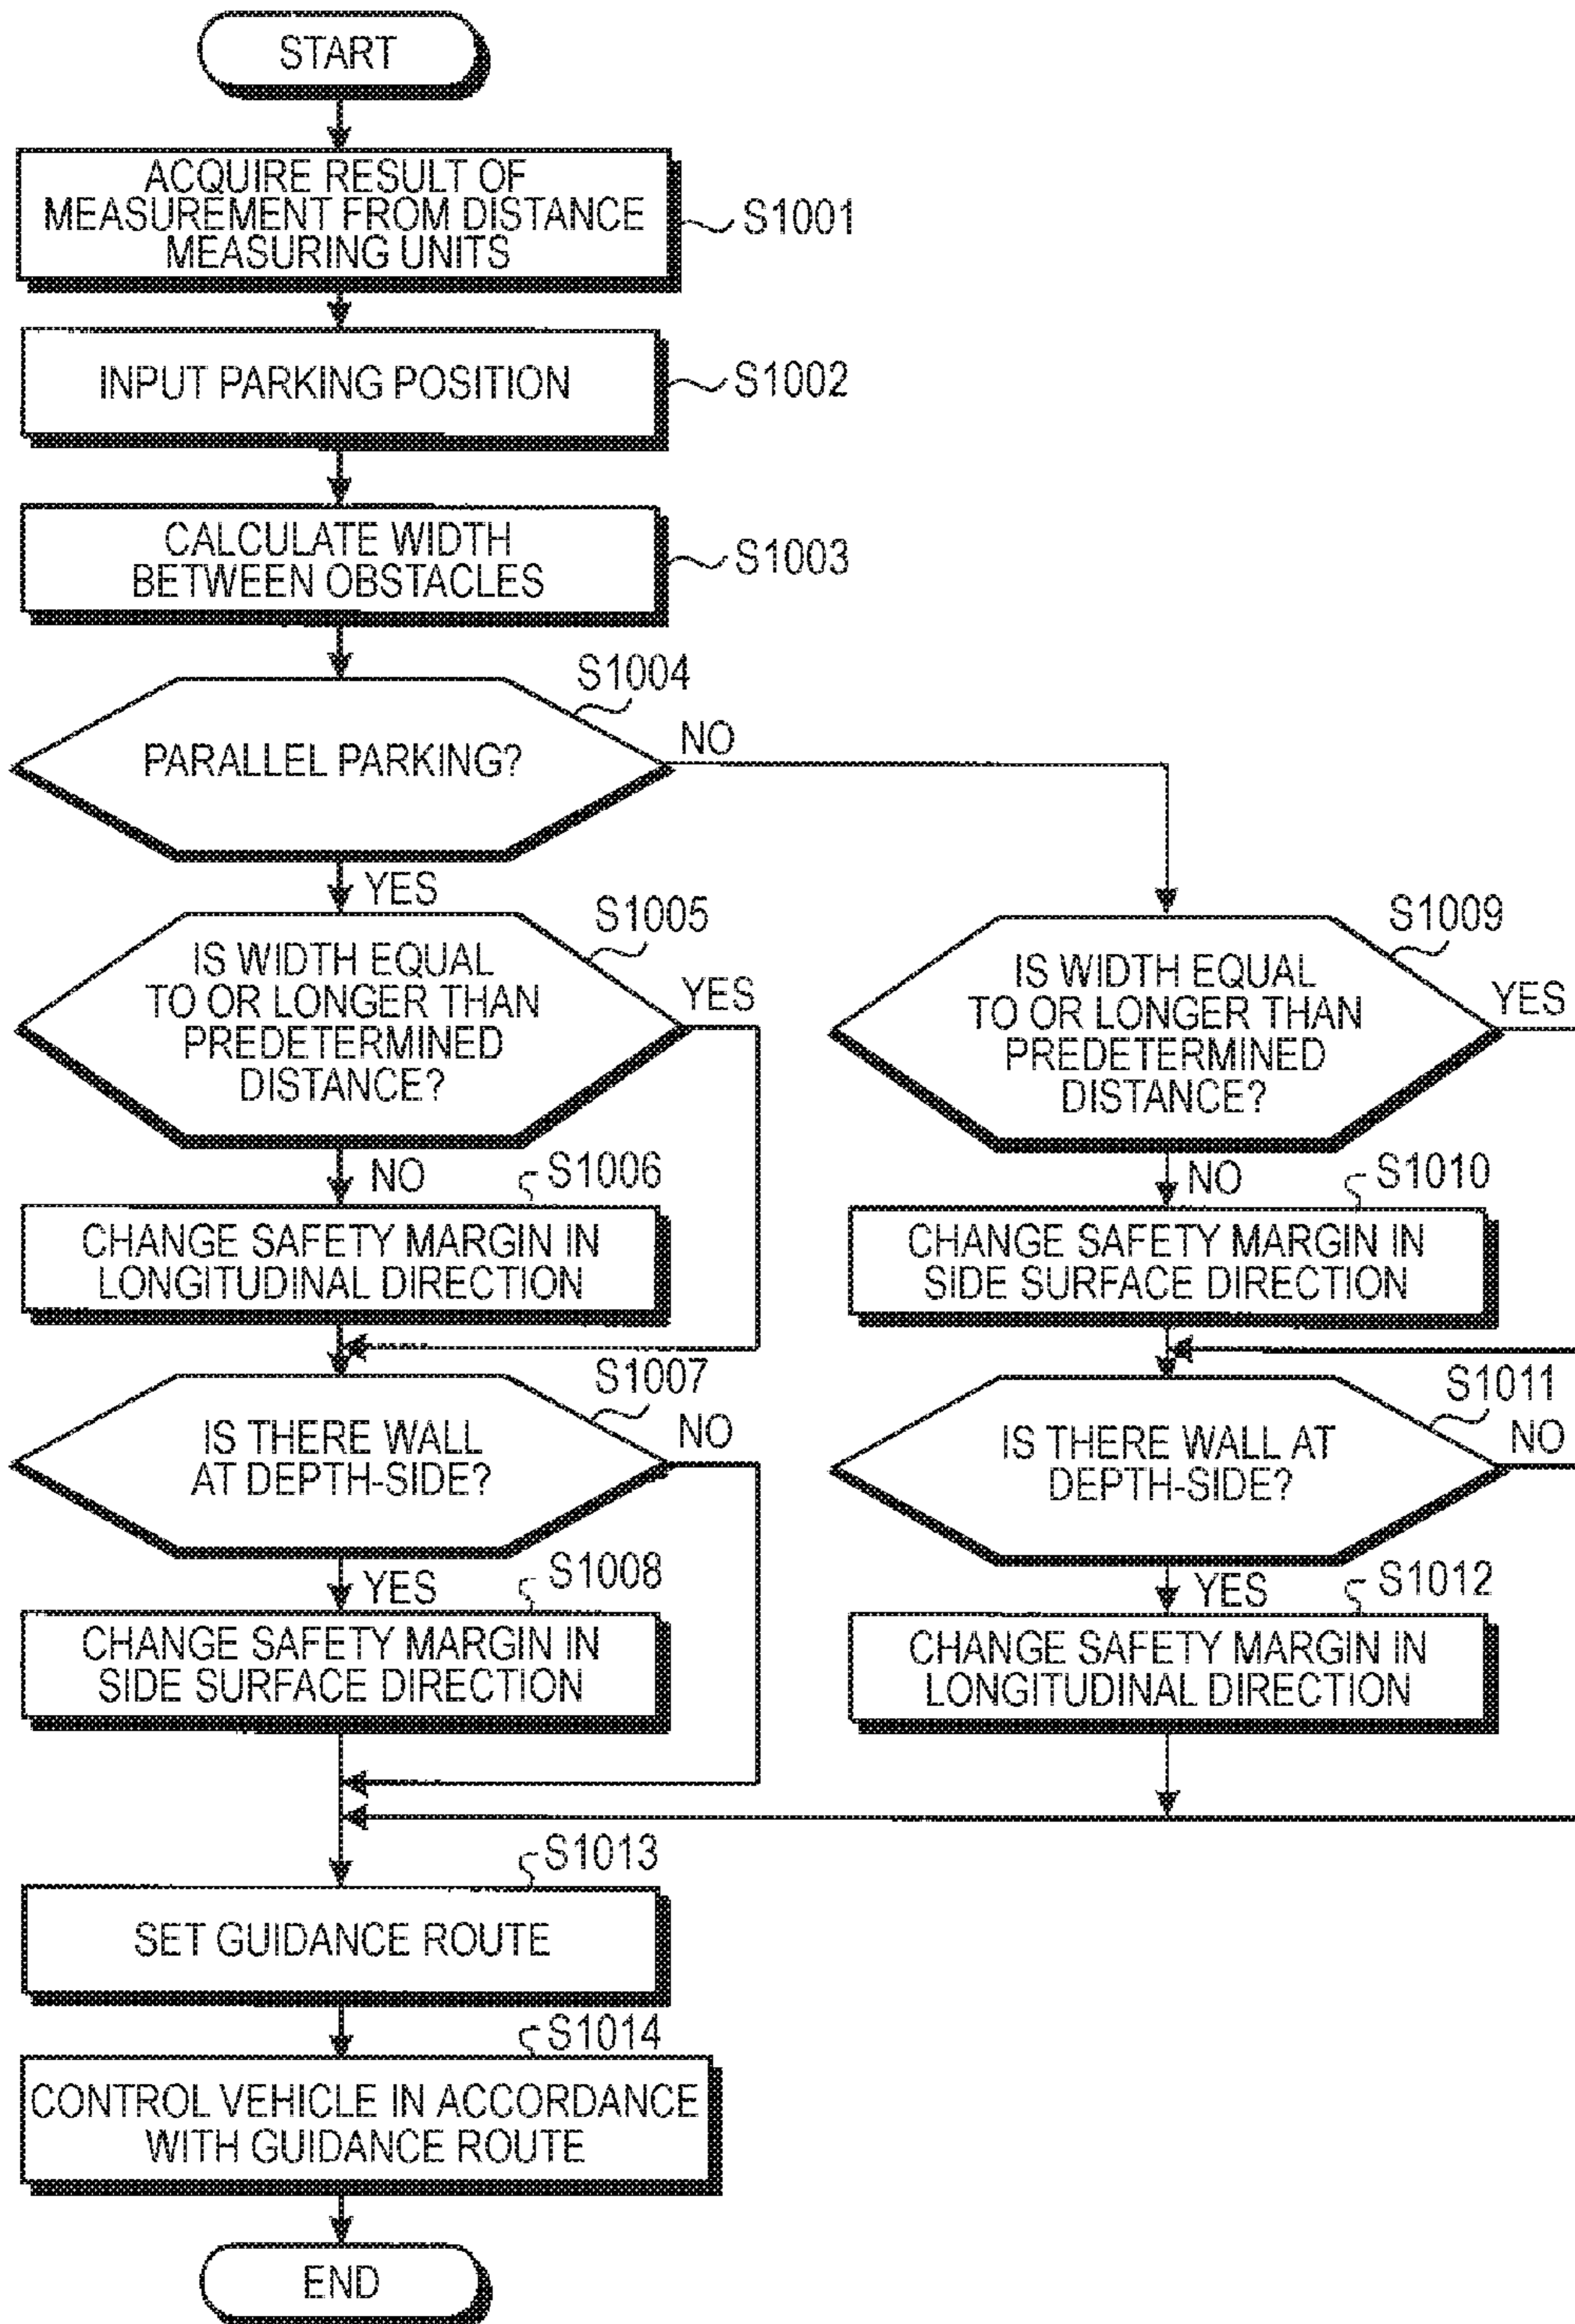 START
ACQUIRE RESULT OF
MEASUREMENT FROM DISTANCE
MEASURING UNITS
S1001
INPUT PARKING POSITION
S1002
CALCULATE WIDTH
BETWEEN OBSTACLES
S1003
S1004
PARALLEL PARKING?
NO
YES
S1005
IS WIDTH EQUAL
TO OR LONGER THAN
PREDETERMINED
DISTANCE?
YES
NO
S1006
CHANGE SAFETY MARGIN IN
LONGITUDINAL DIRECTION
S1007
IS THERE WALL
AT DEPTH-SIDE?
NO
YES
S1008
CHANGE SAFETY MARGIN IN
SIDE SURFACE DIRECTION
S1009
IS WIDTH EQUAL
TO OR LONGER THAN
PREDETERMINED
DISTANCE?
YES
NO
S1010
CHANGE SAFETY MARGIN IN
SIDE SURFACE DIRECTION
S1011
IS THERE WALL AT
DEPTH-SIDE?
NO
YES
S1012
CHANGE SAFETY MARGIN IN
LONGITUDINAL DIRECTION
S1013
SET GUIDANCE ROUTE
S1014
CONTROL VEHICLE IN ACCORDANCE
WITH GUIDANCE ROUTE
END